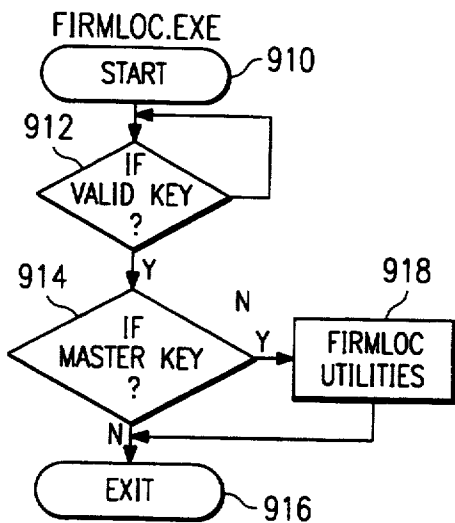 FIRMLOC.EXE
START
910
912
IF
VALID KEY
?
Y
914
N
918
IF
MASTER KEY
?
Y
FIRMLOC
UTILITIES
N
EXIT
916